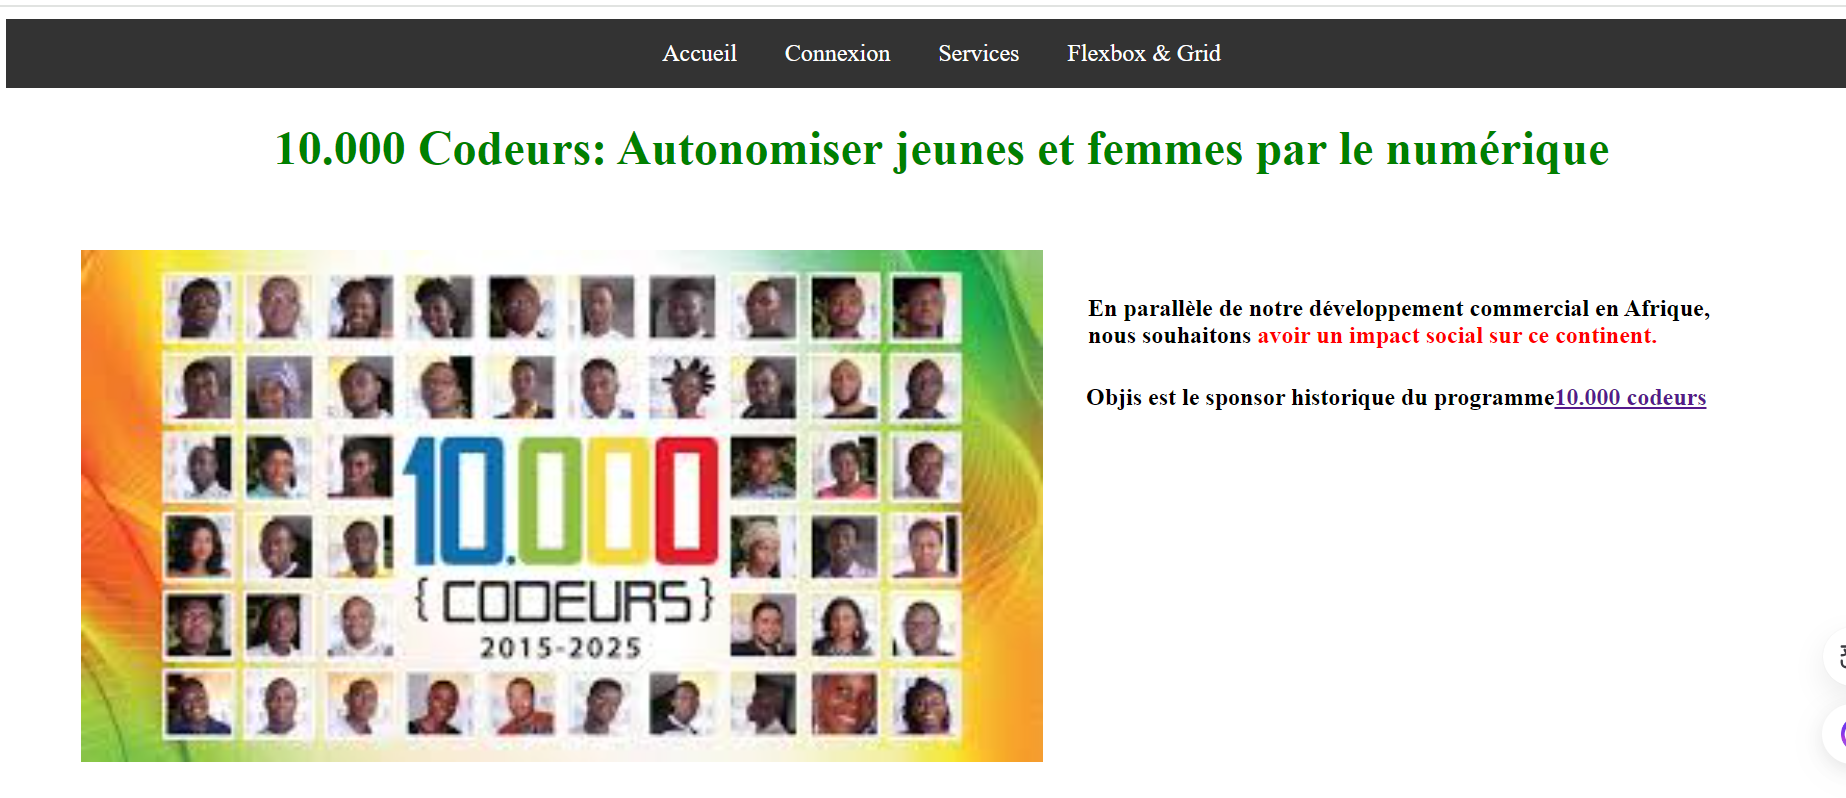 Accueil Connexion Services Flexbox & Grid
10.000 Codeurs: Autonomiser jeunes et femmes par le numérique
10.000
{ CODEURS }
2015-2025
En parallèle de notre développement commercial en Afrique,
nous souhaitons avoir un impact social sur ce continent.
Objis est le sponsor historique du programme10.000 codeurs